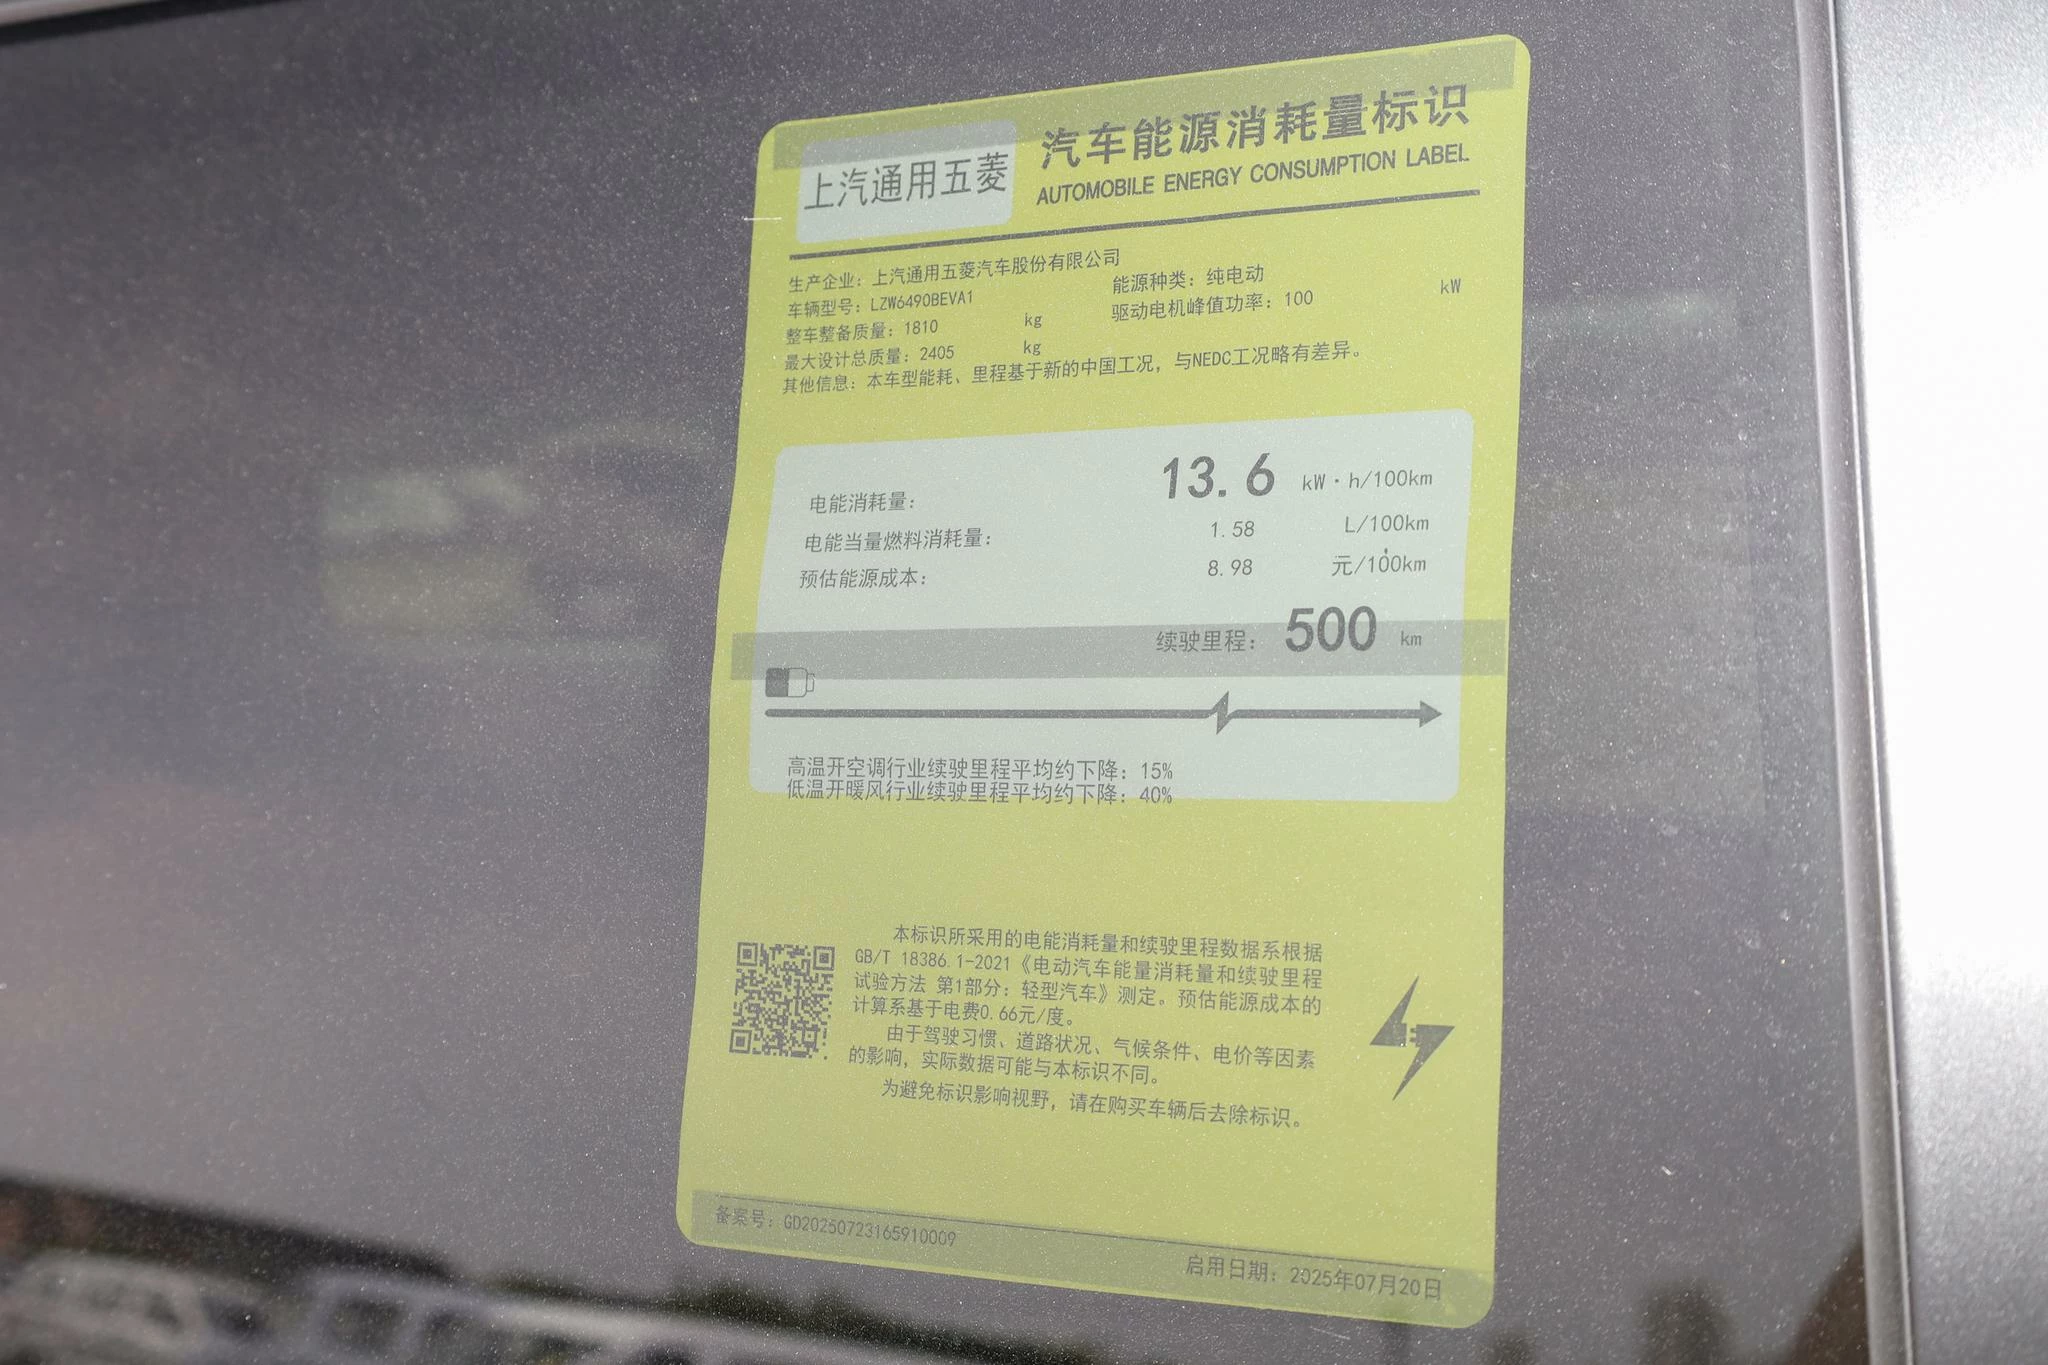 上汽通用五菱
汽车能源消耗量标识
AUTOMOBILE ENERGY CONSUMPTION LABEL
生产企业：上汽通用五菱汽车股份有限公司
车辆型号：LZW6490BEVA1
能源种类：纯电动
整车整备质量：1810 kg
驱动电机峰值功率：100 kW
最大设计总质量：2405 kg
其他信息：本车型能耗、里程基于新的中国工况，与NEDC工况略有差异。
电能消耗量： 13.6 kW·h/100km
电能当量燃料消耗量： 1.58 L/100km
预估能源成本： 8.98 元/100km
续驶里程： 500 km
高温开空调行业续驶里程平均约下降：15%
低温开暖风行业续驶里程平均约下降：40%
本标识所采用的电能消耗量和续驶里程数据系根据
GB/T 18386.1-2021《电动汽车能量消耗量和续驶里程
试验方法 第1部分：轻型汽车》测定。预估能源成本的
计算系基于电费0.66元/度。
由于驾驶习惯、道路状况、气候条件、电价等因素
的影响，实际数据可能与本标识不同。
为避免标识影响视野，请在购买车辆后去除标识。
备案号：GD20250723165910009
启用日期：2025年07月20日